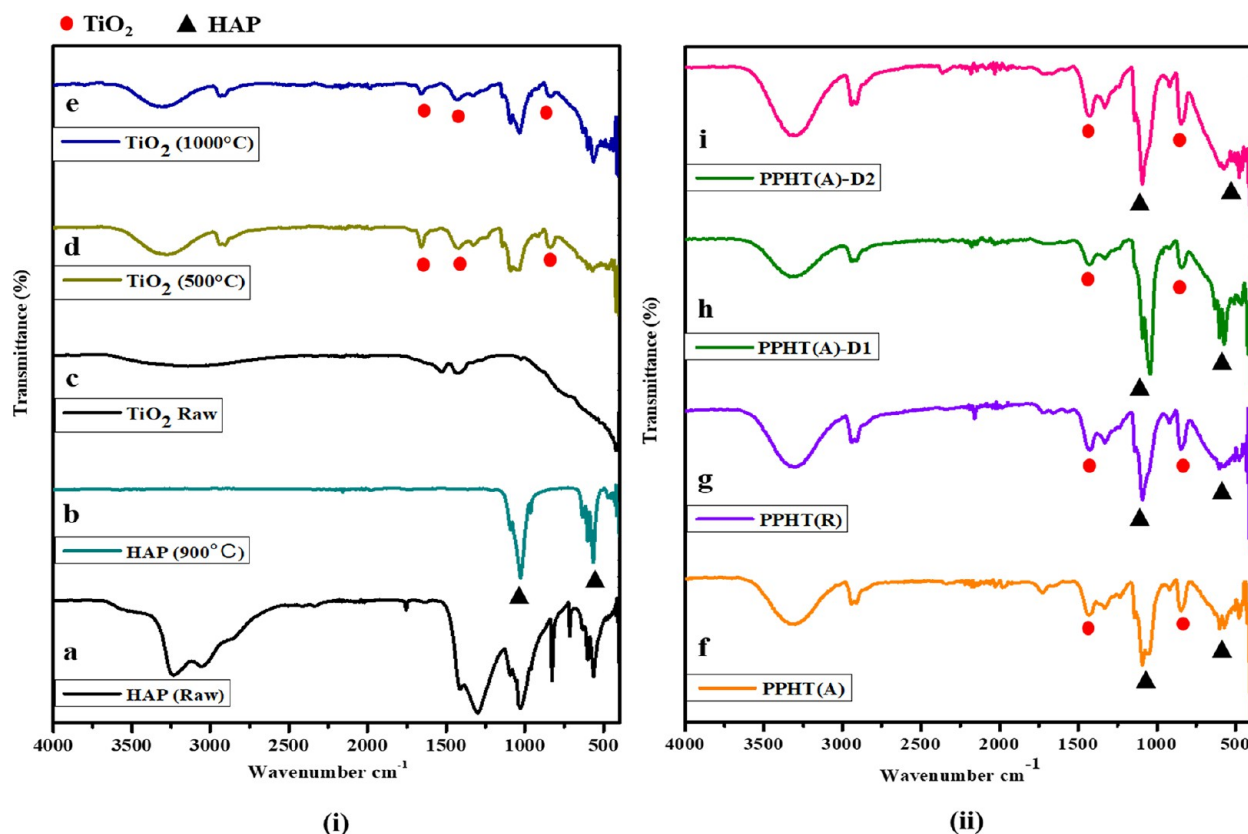 TiO2 HAP
Transmittance (%)
e
TiO2 (1000°C)
d
TiO2 (500°C)
c
TiO2 Raw
b
HAP (900°C)
a
HAP (Raw)
4000 3500 3000 2500 2000 1500 1000 500
Wavenumber cm-1
(i)
Transmittance (%)
i
PPHT(A)-D2
h
PPHT(A)-D1
g
PPHT(R)
f
PPHT(A)
4000 3500 3000 2500 2000 1500 1000 500
Wavenumber cm-1
(ii)